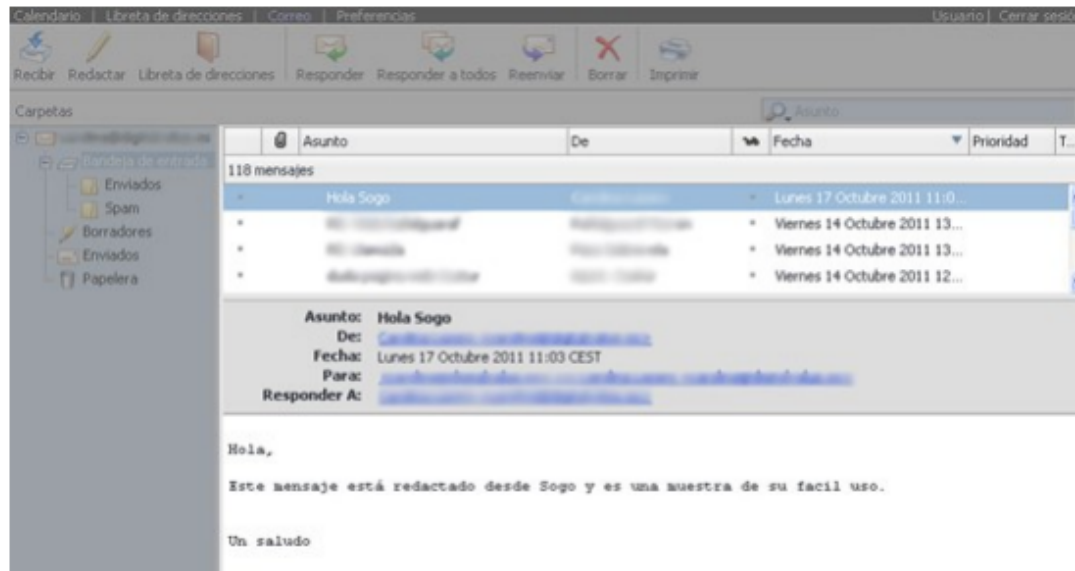 Calendario | Libreta de direcciones | Correo | Preferencias Usuario | Cerrar sesió
Recibir Redactar Libreta de direcciones Responder Responder a todos Reenviar Borrar Imprimir
Carpetas Asunto
Asunto De Fecha Prioridad T...
118 mensajes
Bandeja de entrada
Enviados
Spam
Borradores
Enviados
Papelera
Hola Sogo Lunes 17 Octubre 2011 11:0...
Viernes 14 Octubre 2011 13...
Viernes 14 Octubre 2011 13...
Viernes 14 Octubre 2011 12...
Asunto: Hola Sogo
De:
Fecha: Lunes 17 Octubre 2011 11:03 CEST
Para:
Responder A:
Hola,
Este mensaje está redactado desde Sogo y es una muestra de su facil uso.
Un saludo